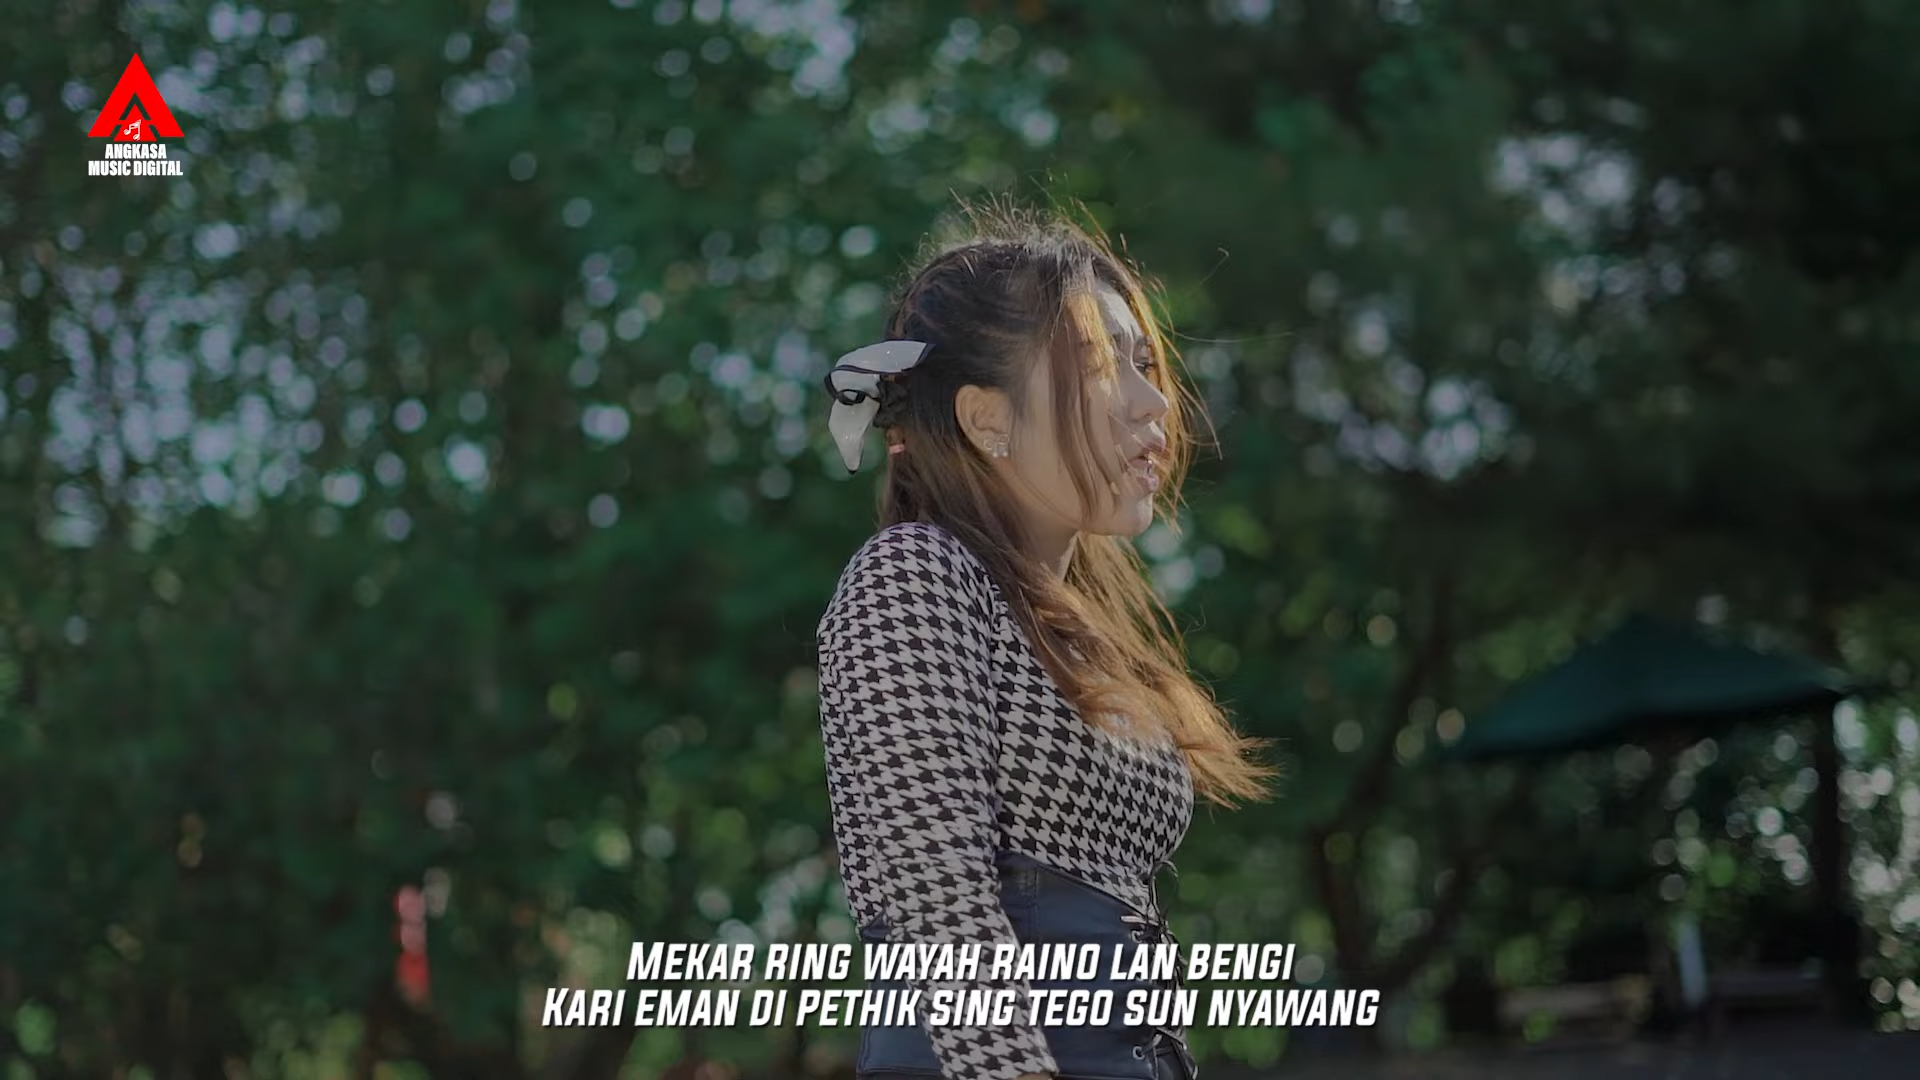 ANGKASA
MUSIC DIGITAL
MEKAR RING WAYAH RAINO LAN BENGI
KARI EMAN DI PETHIK SING TEGO SUN NYAWANG